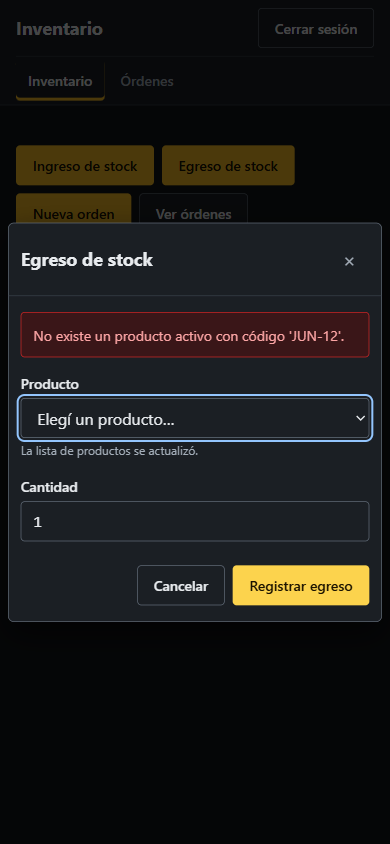 Inventario
Cerrar sesión
Inventario
Órdenes
Ingreso de stock
Egreso de stock
Nueva orden
Ver órdenes
Egreso de stock
×
No existe un producto activo con código 'JUN-12'.
Producto
Elegí un producto...
La lista de productos se actualizó.
Cantidad
1
Cancelar
Registrar egreso